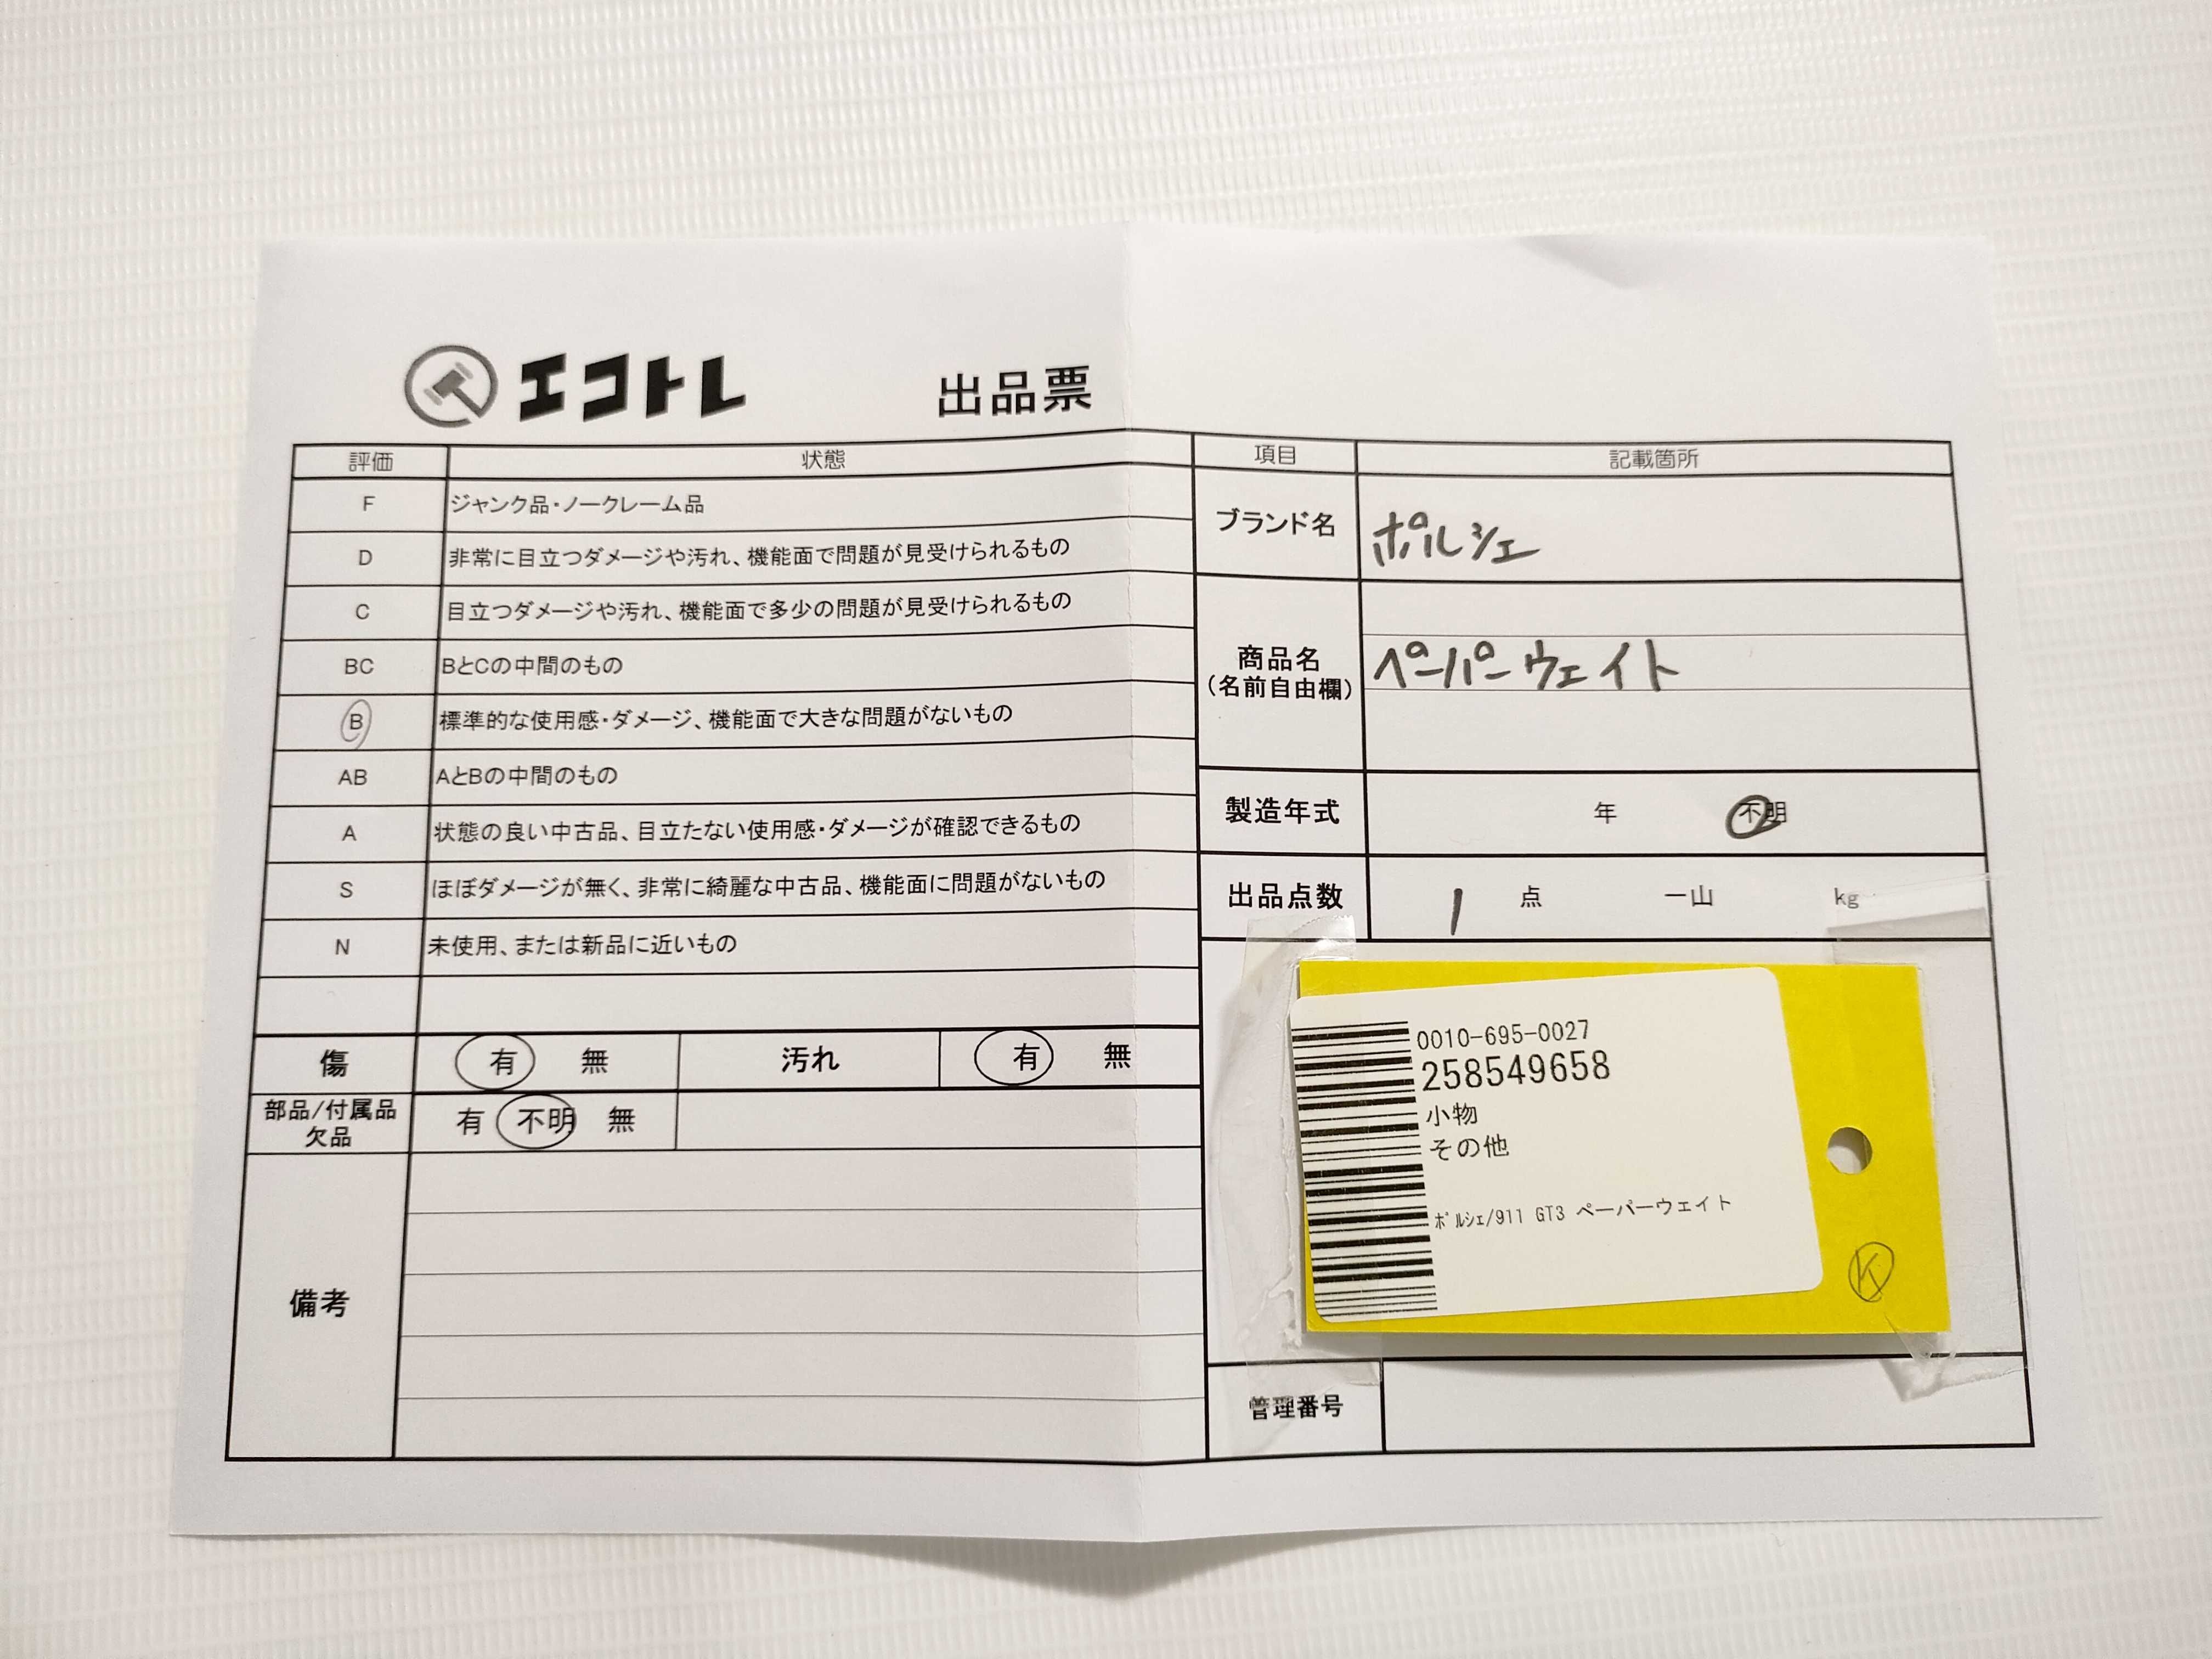 エコトレ 出品票
評価 状態
F ジャンク品・ノークレーム品
D 非常に目立つダメージや汚れ、機能面で問題が見受けられるもの
C 目立つダメージや汚れ、機能面で多少の問題が見受けられるもの
BC BとCの中間のもの
B 標準的な使用感・ダメージ、機能面で大きな問題がないもの
AB AとBの中間のもの
A 状態の良い中古品、目立たない使用感・ダメージが確認できるもの
S ほぼダメージが無く、非常に綺麗な中古品、機能面に問題がないもの
N 未使用、または新品に近いもの
傷 有 無 汚れ 有 無
部品/付属品
欠品 有 不明 無
備考
項目 記載箇所
ブランド名 ポルシェ
商品名
(名前自由欄) ペーパーウェイト
製造年式 年 不明
出品点数 1 点 一山 kg
0010-695-0027
258549658
小物
その他
ﾎﾟﾙｼｪ/911 GT3 ペーパーウェイト
K
管理番号